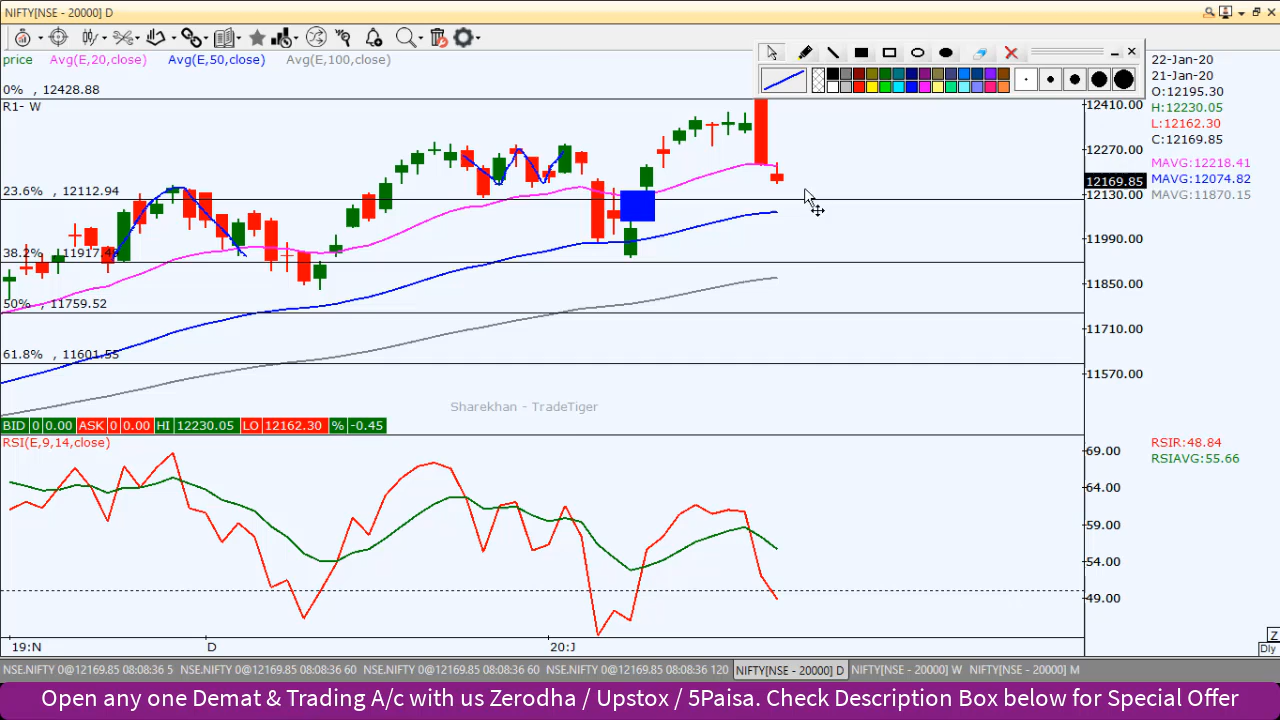 NIFTY[NSE - 20000] D
price Avg(E,20,close) Avg(E,50,close) Avg(E,100,close)
0% , 12428.88
R1- W
23.6% , 12112.94
50% , 11759.52
61.8% , 11601.55
Sharekhan - TradeTiger
BID 0 0.00 ASK 0 0.00 HI 12230.05 LO 12162.30 % -0.45
RSI(E,9,14,close)
12410.00
12270.00
12169.85
12130.00
11990.00
11850.00
11710.00
11570.00
69.00
64.00
59.00
54.00
49.00
22-Jan-20
21-Jan-20
O:12195.30
H:12230.05
L:12162.30
C:12169.85
MAVG:12218.41
MAVG:12074.82
MAVG:11870.15
RSIR:48.84
RSIAVG:55.66
19:N D 20:J
Z
Dly
NSE.NIFTY 0@12169.85 08:08:36 5 NSE.NIFTY 0@12169.85 08:08:36 60 NSE.NIFTY 0@12169.85 08:08:36 60 NSE.NIFTY 0@12169.85 08:08:36 120 NIFTY[NSE - 20000] D NIFTY[NSE - 20000] W NIFTY[NSE - 20000] M
Open any one Demat & Trading A/c with us Zerodha / Upstox / 5Paisa. Check Description Box below for Special Offer